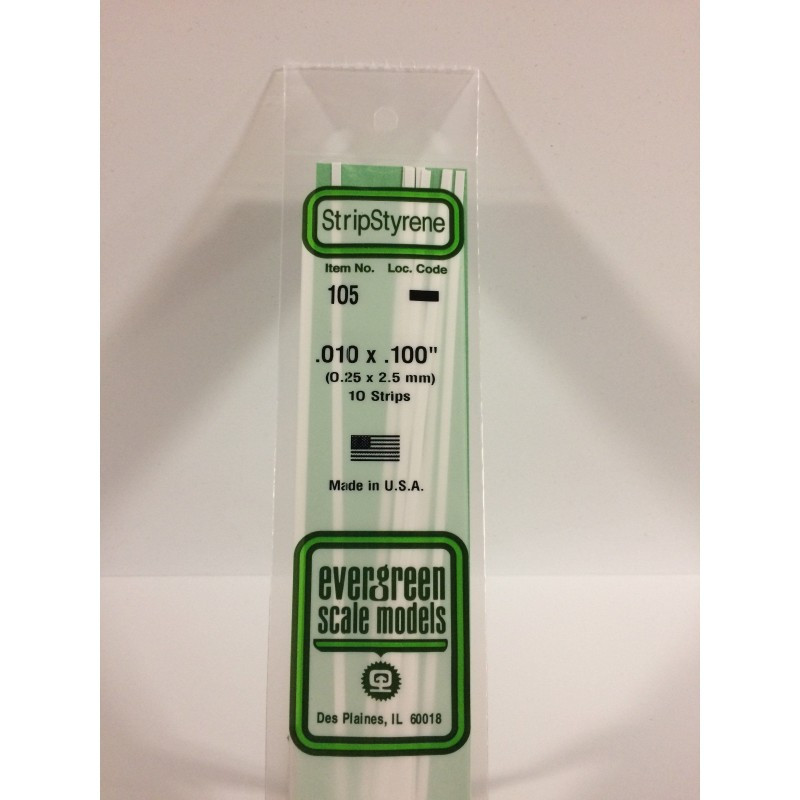 StripStyrene
Item No. Loc. Code
105
.010 x .100"
(0.25 x 2.5 mm)
10 Strips
Made in U.S.A.
evergreen
scale models
Des Plaines, IL 60018